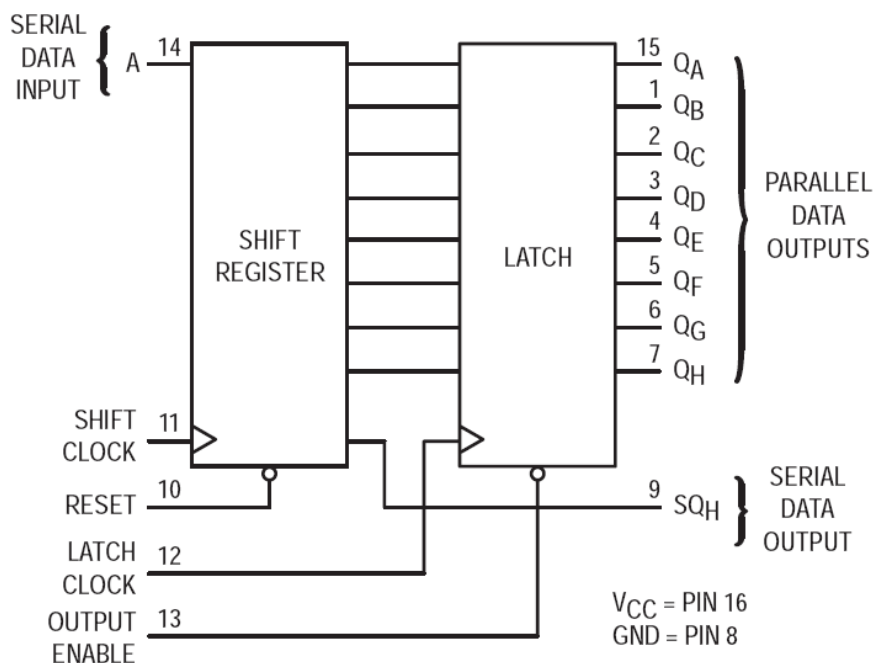 SERIAL
DATA
INPUT
A
14
SHIFT
REGISTER
LATCH
15
QA
1
QB
2
QC
3
QD
4
QE
5
QF
6
QG
7
QH
PARALLEL
DATA
OUTPUTS
SHIFT
CLOCK
11
RESET
10
LATCH
CLOCK
12
OUTPUT
ENABLE
13
9
SQH
SERIAL
DATA
OUTPUT
VCC = PIN 16
GND = PIN 8